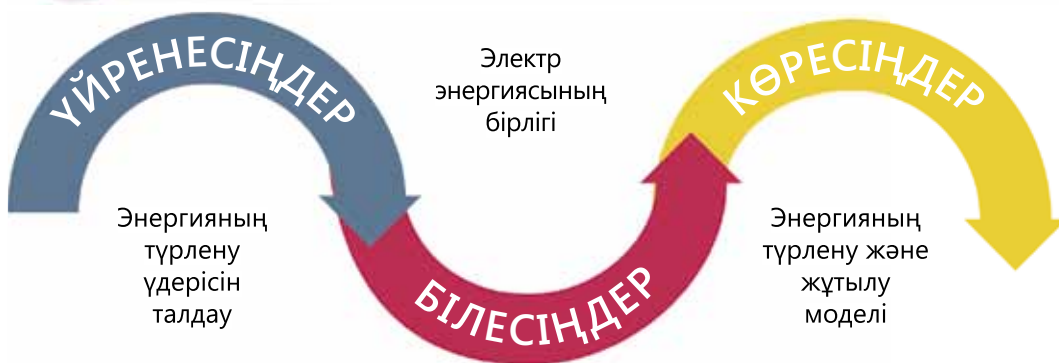 ҮЙРЕНЕСІҢДЕР
Энергияның
түрлену
үдерісін
талдау
Электр
энергиясының
бірлігі
БІЛЕСІҢДЕР
КӨРЕСІҢДЕР
Энергияның
түрлену және
жұтылу
моделі